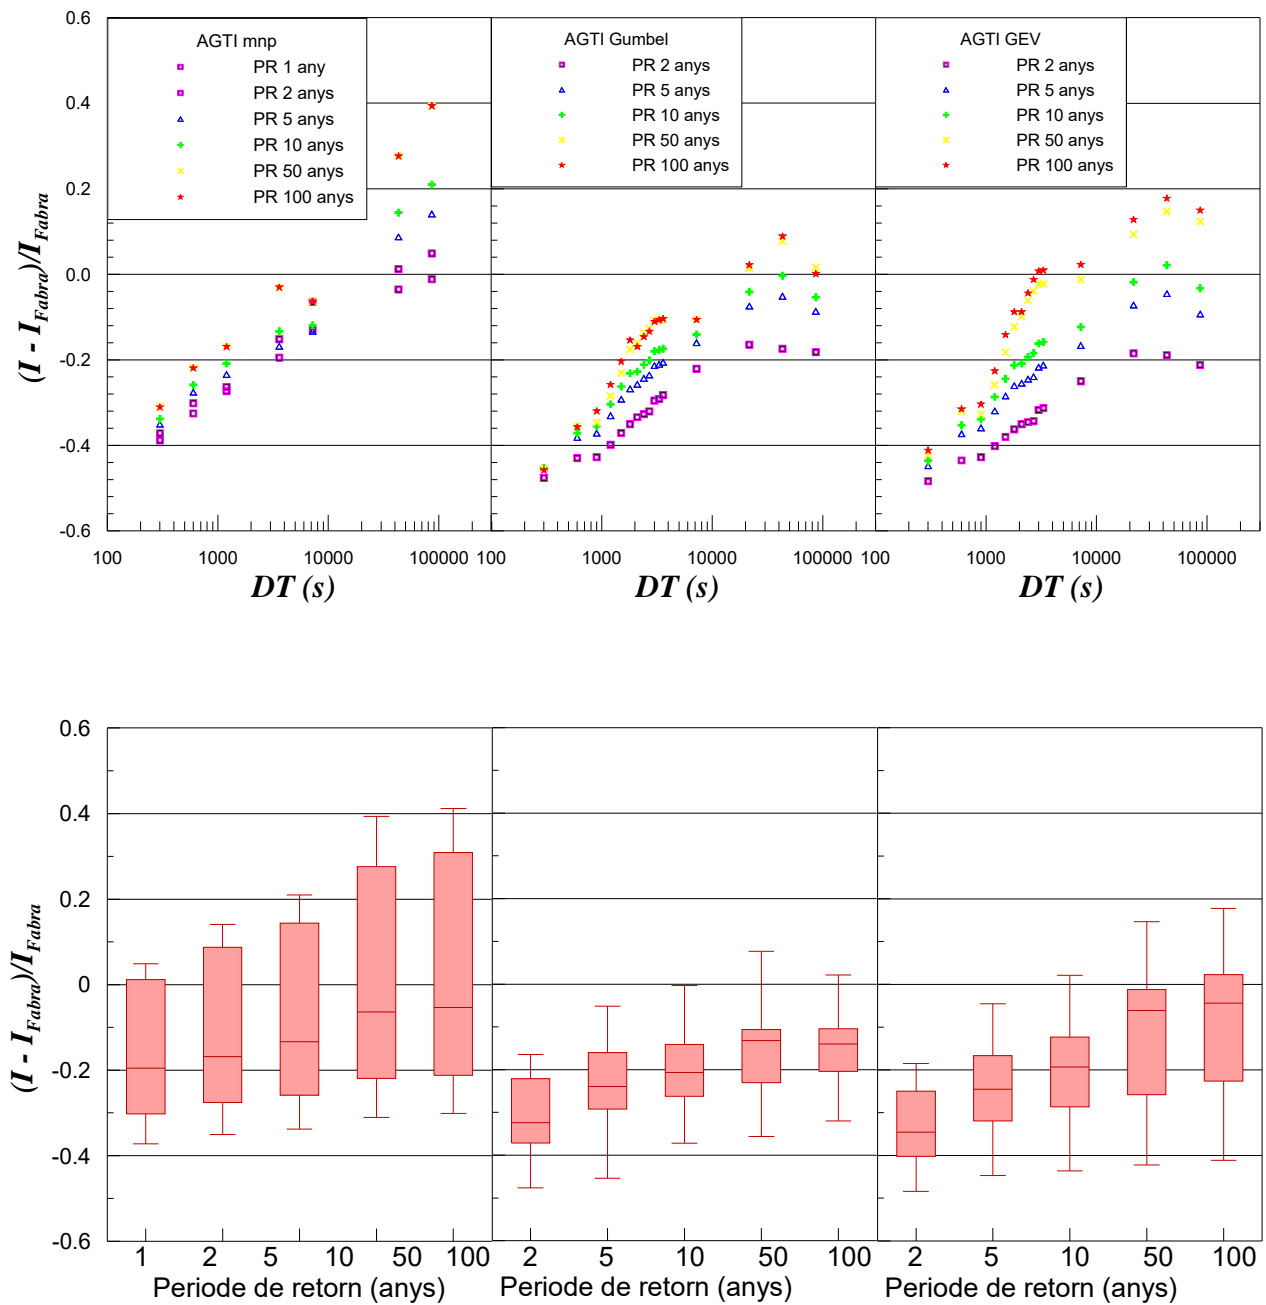 AGTI mnp
PR 1 any
PR 2 anys
PR 5 anys
PR 10 anys
PR 50 anys
PR 100 anys
AGTI Gumbel
PR 2 anys
PR 5 anys
PR 10 anys
PR 50 anys
PR 100 anys
AGTI GEV
PR 2 anys
PR 5 anys
PR 10 anys
PR 50 anys
PR 100 anys
(I - I_Fabra)/I_Fabra
0.6
0.4
0.2
0.0
-0.2
-0.4
-0.6
100 1000 10000 100000
100 1000 10000 100000
100 1000 10000 100000
DT (s)
DT (s)
DT (s)
(I - I_Fabra)/I_Fabra
0.6
0.4
0.2
0
-0.2
-0.4
-0.6
1 2 5 10 50 100
2 5 10 50 100
2 5 10 50 100
Periode de retorn (anys)
Periode de retorn (anys)
Periode de retorn (anys)